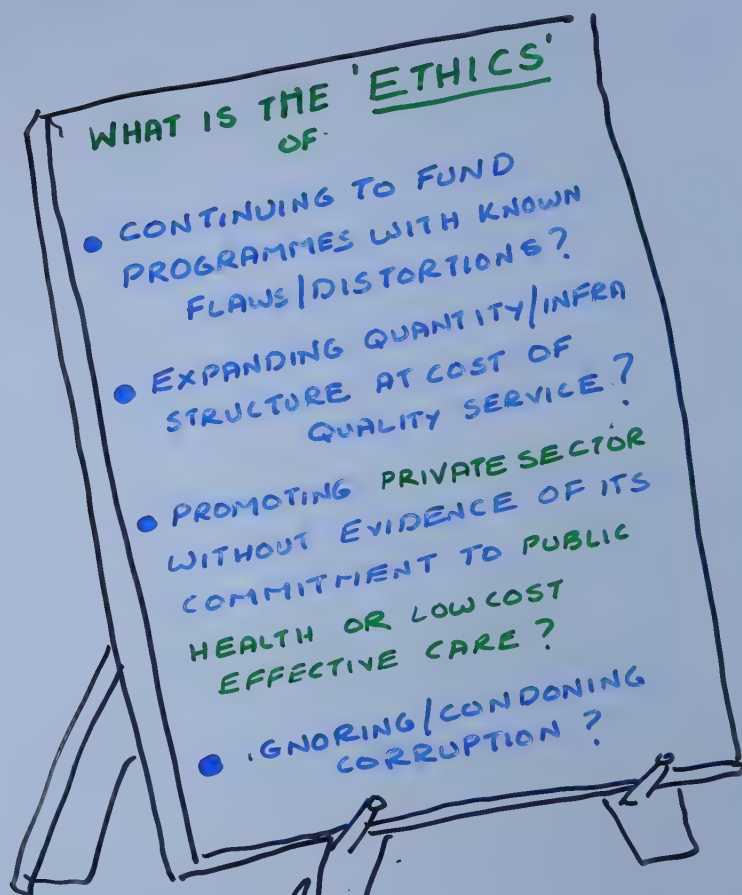 WHAT IS THE 'ETHICS'
OF
• CONTINUING TO FUND
PROGRAMMES WITH KNOWN
FLAWS/DISTORTIONS?
• EXPANDING QUANTITY/INFRA
STRUCTURE AT COST OF
QUALITY SERVICE?
• PROMOTING PRIVATE SECTOR
WITHOUT EVIDENCE OF ITS
COMMITMENT TO PUBLIC
HEALTH OR LOW COST
EFFECTIVE CARE?
• IGNORING/CONDONING
CORRUPTION?